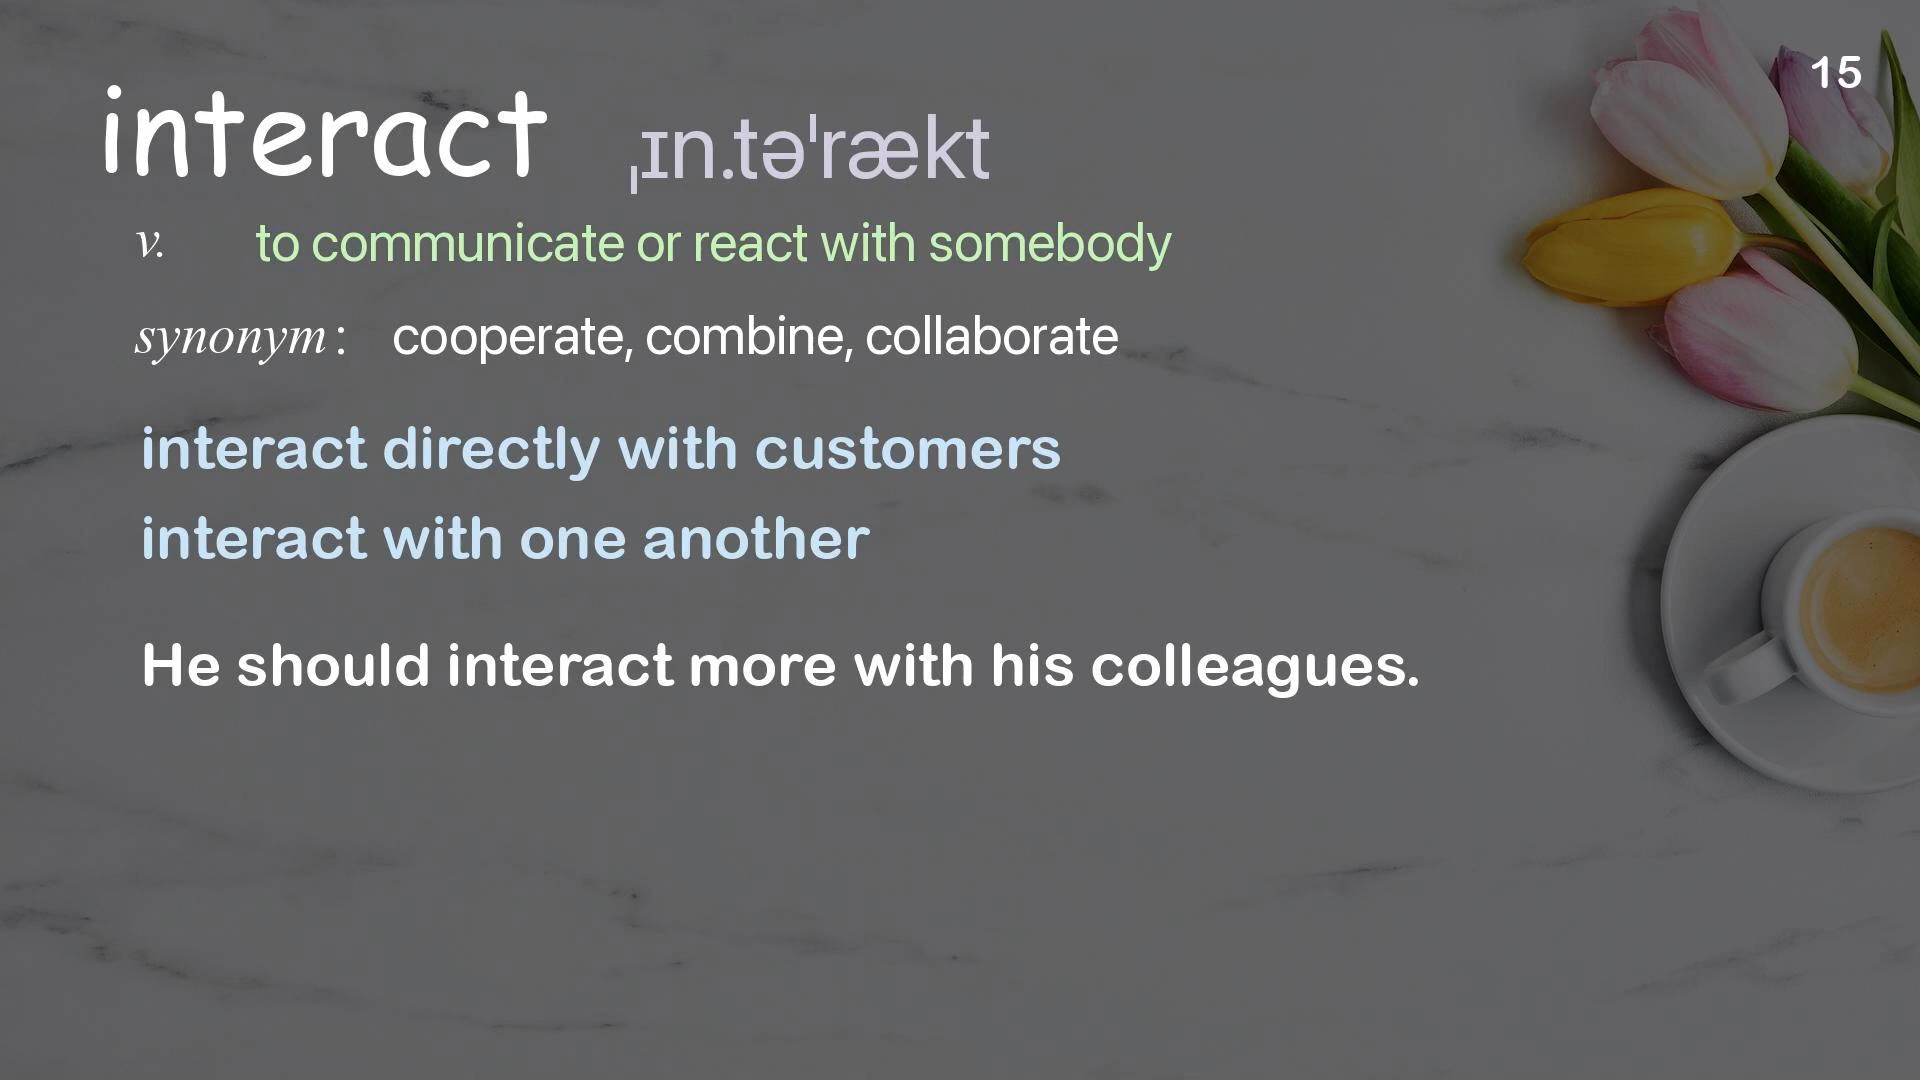 15
interact ˌɪn.təˈrækt
v. to communicate or react with somebody
synonym : cooperate, combine, collaborate
interact directly with customers
interact with one another
He should interact more with his colleagues.